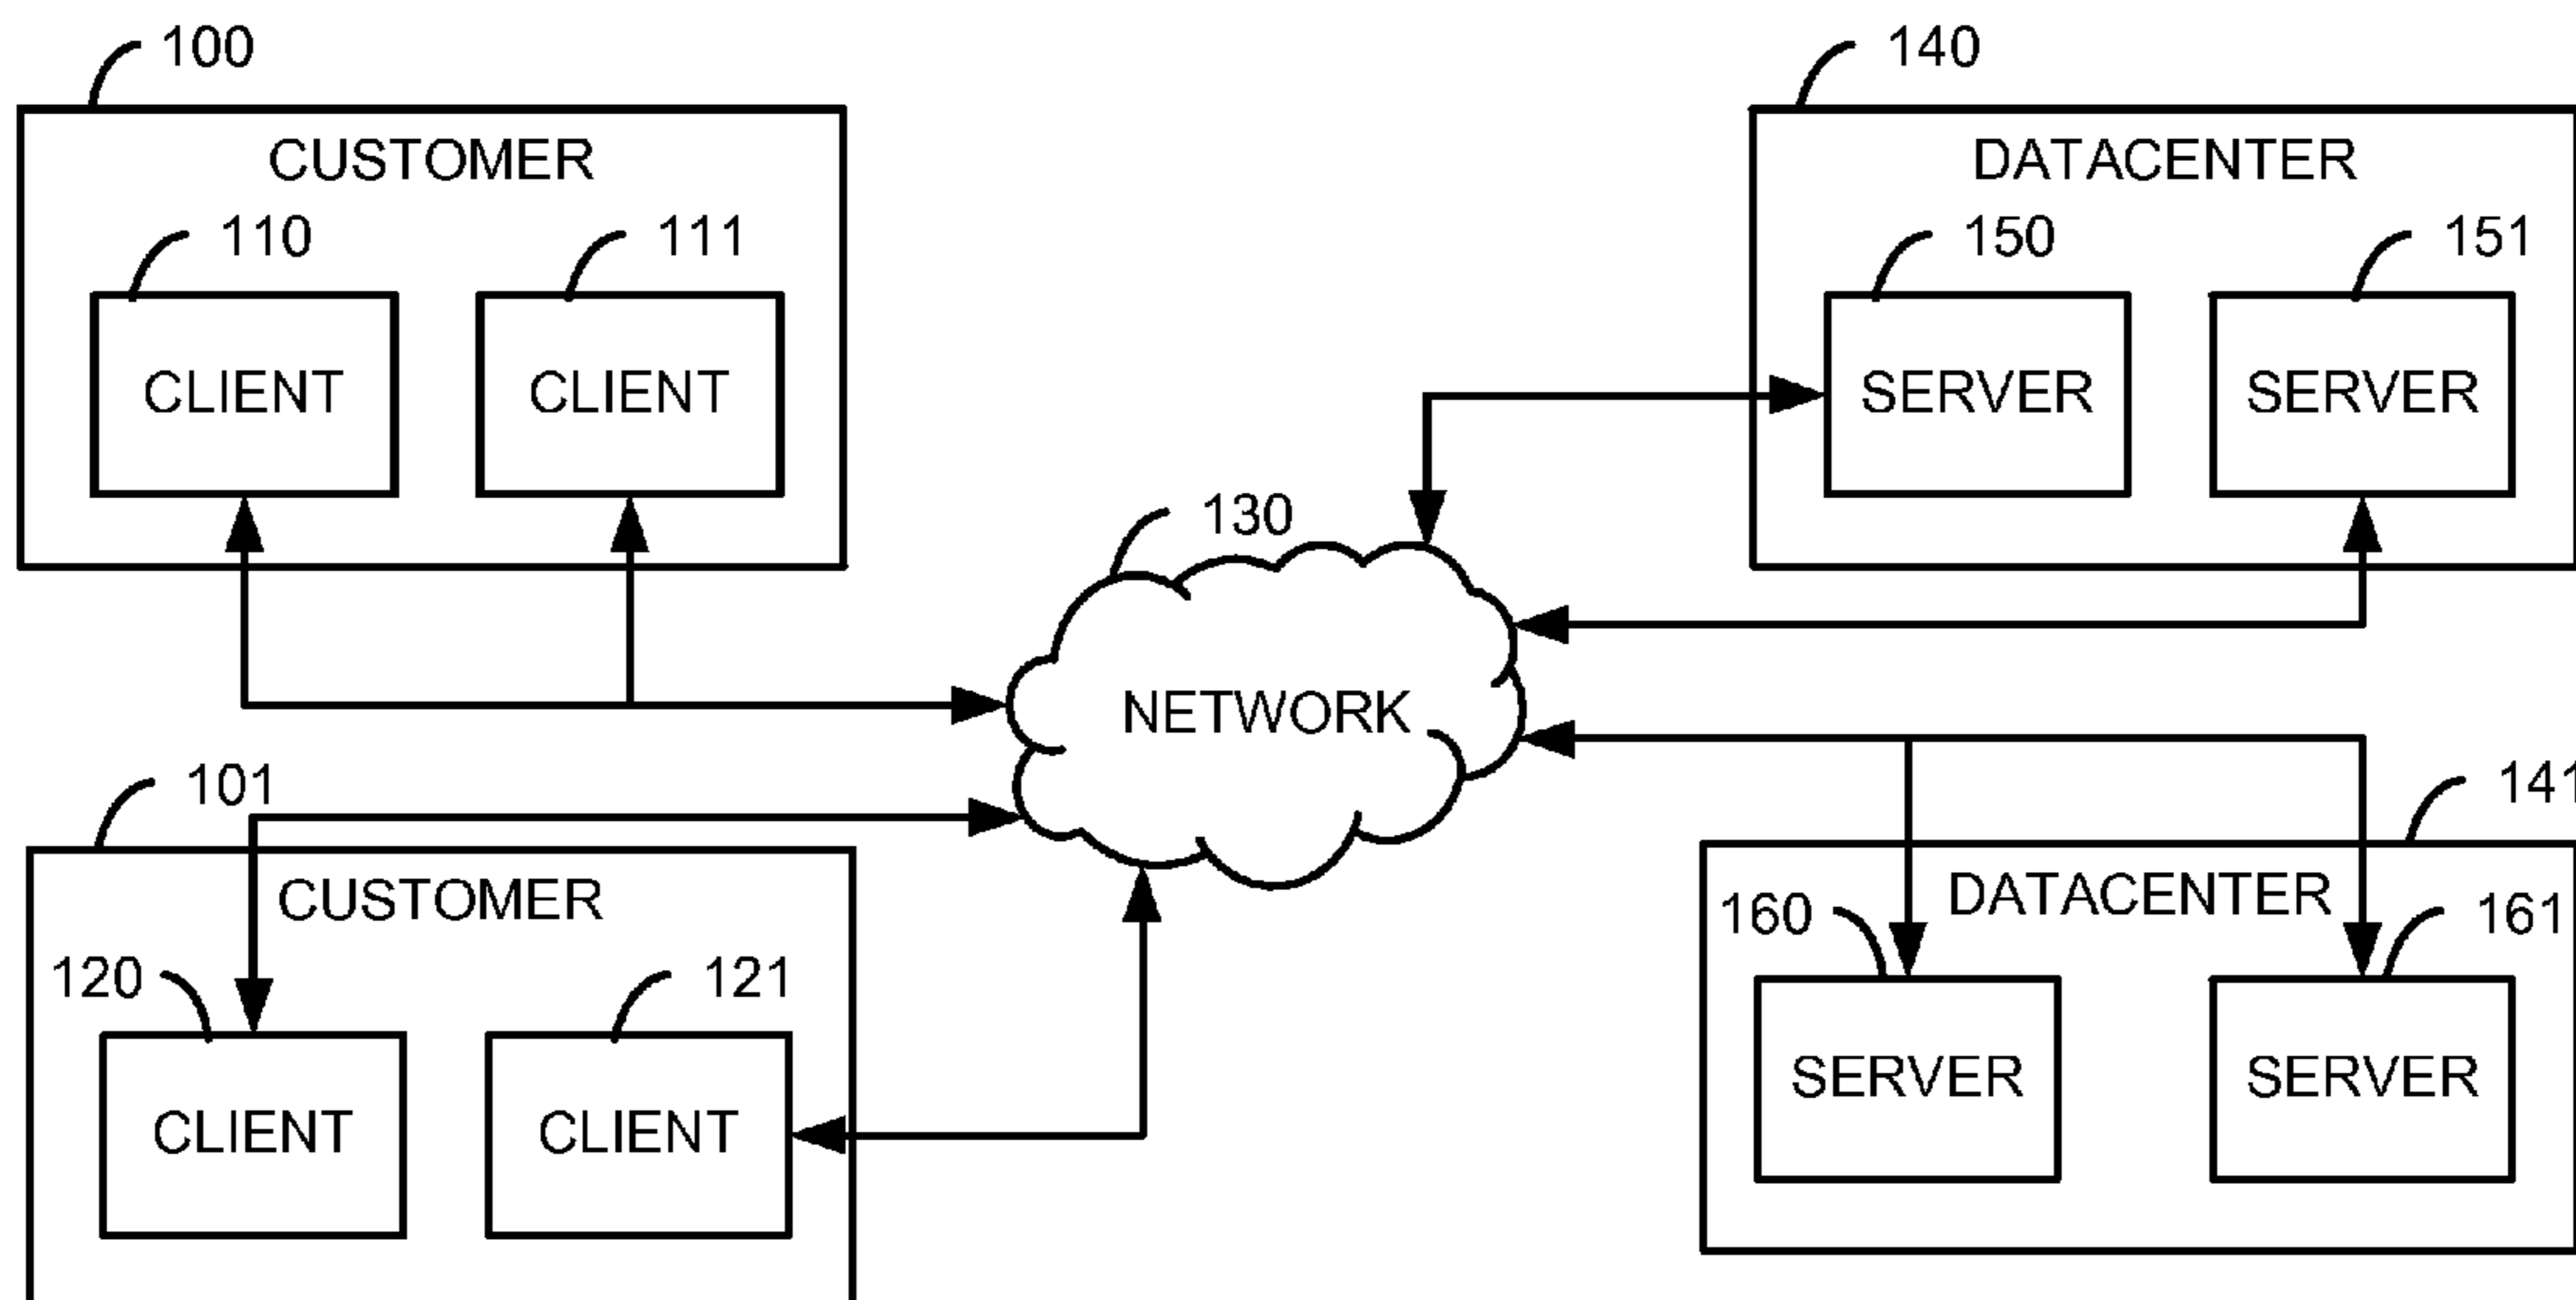 100
CUSTOMER
110
111
CLIENT
CLIENT
140
DATACENTER
150
151
SERVER
SERVER
130
NETWORK
101
CUSTOMER
120
121
CLIENT
CLIENT
141
DATACENTER
160
161
SERVER
SERVER